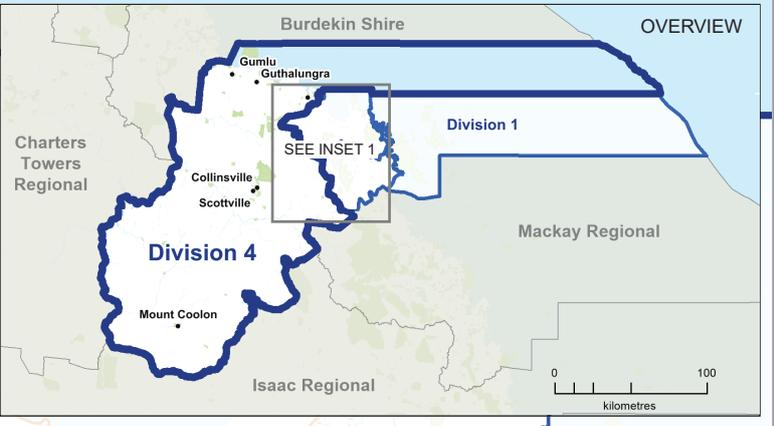 OVERVIEW
Burdekin Shire
Gumlu
Guthalungra
Division 1
Charters
Towers
Regional
SEE INSET 1
Collinsville
Scottville
Mackay Regional
Division 4
Mount Coolon
Isaac Regional
0 100
kilometres